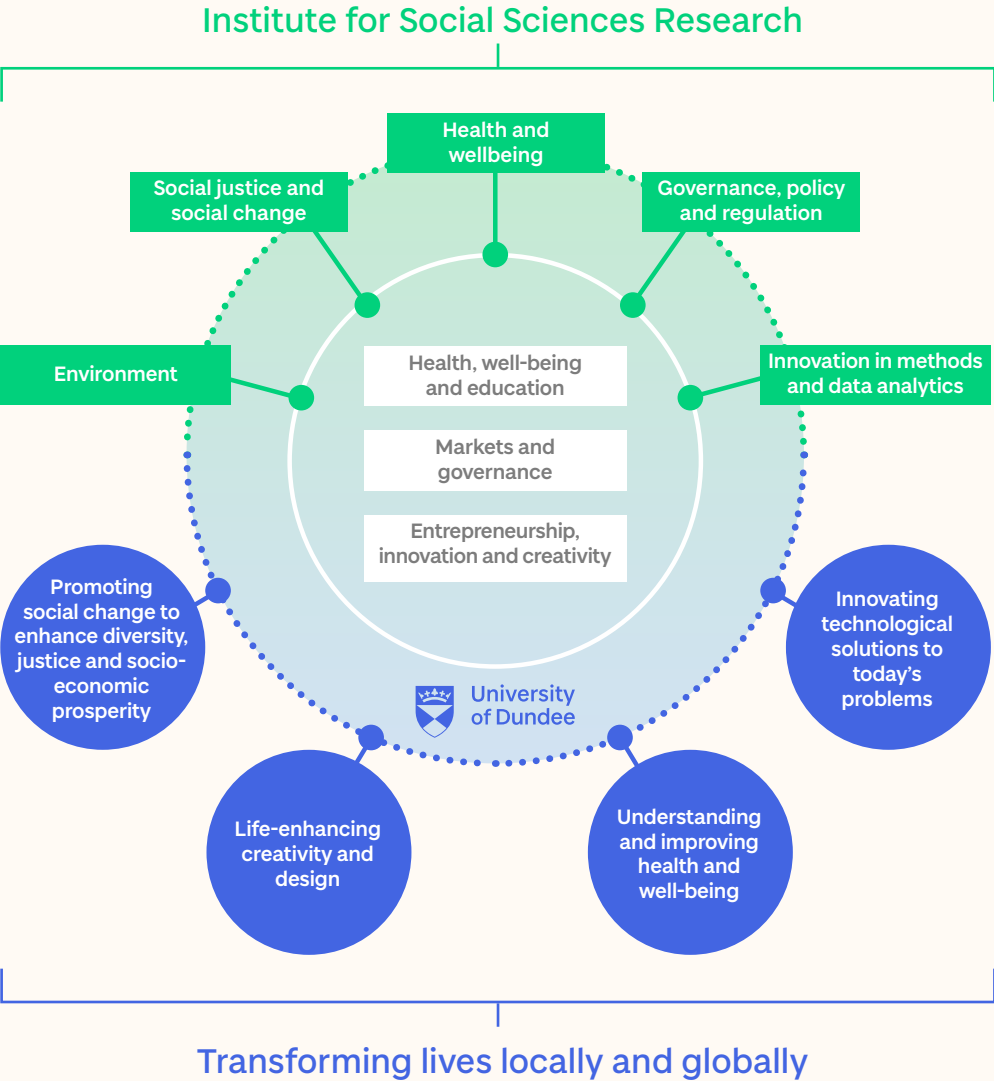 Institute for Social Sciences Research
Health and
wellbeing
Social justice and
social change
Governance, policy
and regulation
Environment
Innovation in methods
and data analytics
Health, well-being
and education
Markets and
governance
Entrepreneurship,
innovation and creativity
Promoting
social change to
enhance diversity,
justice and socio-
economic
prosperity
Innovating
technological
solutions to
today’s
problems
University
of Dundee
Life-enhancing
creativity and
design
Understanding
and improving
health and
well-being
Transforming lives locally and globally